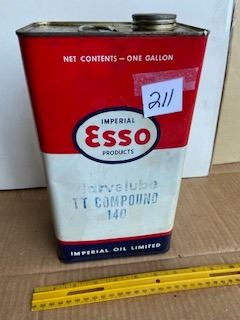 NET CONTENTS — ONE GALLON
211
IMPERIAL
Esso
PRODUCTS
Marvelube
TT COMPOUND
140
IMPERIAL OIL LIMITED